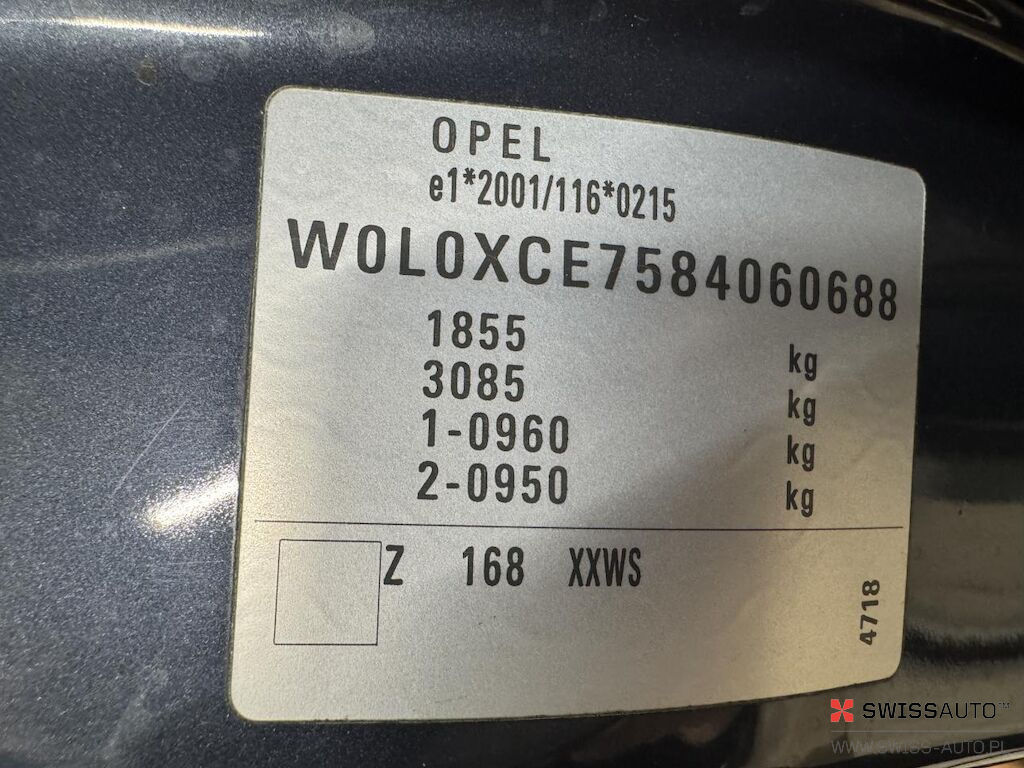 OPEL
e1*2001/116*0215
W0L0XCE7584060688
1855 kg
3085 kg
1-0960 kg
2-0950 kg
Z 168 XXWS
4718
SWISSAUTO™
WWW.SWISS-AUTO.PL